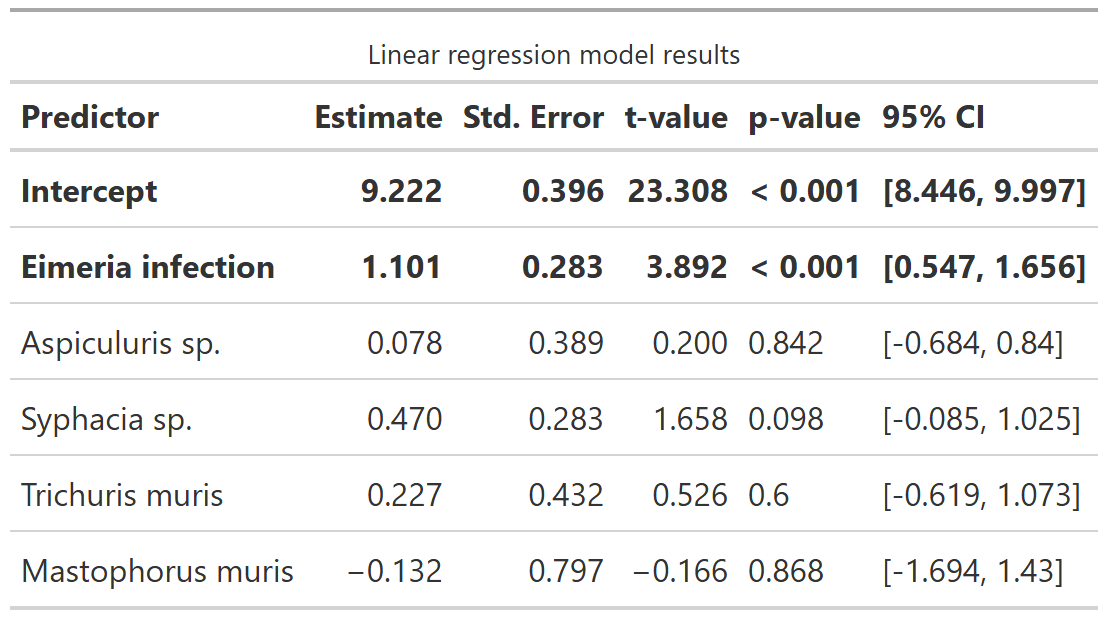 Linear regression model results
Predictor Estimate Std. Error t-value p-value 95% CI
Intercept 9.222 0.396 23.308 < 0.001 [8.446, 9.997]
Eimeria infection 1.101 0.283 3.892 < 0.001 [0.547, 1.656]
Aspiculuris sp. 0.078 0.389 0.200 0.842 [-0.684, 0.84]
Syphacia sp. 0.470 0.283 1.658 0.098 [-0.085, 1.025]
Trichuris muris 0.227 0.432 0.526 0.6 [-0.619, 1.073]
Mastophorus muris −0.132 0.797 −0.166 0.868 [-1.694, 1.43]